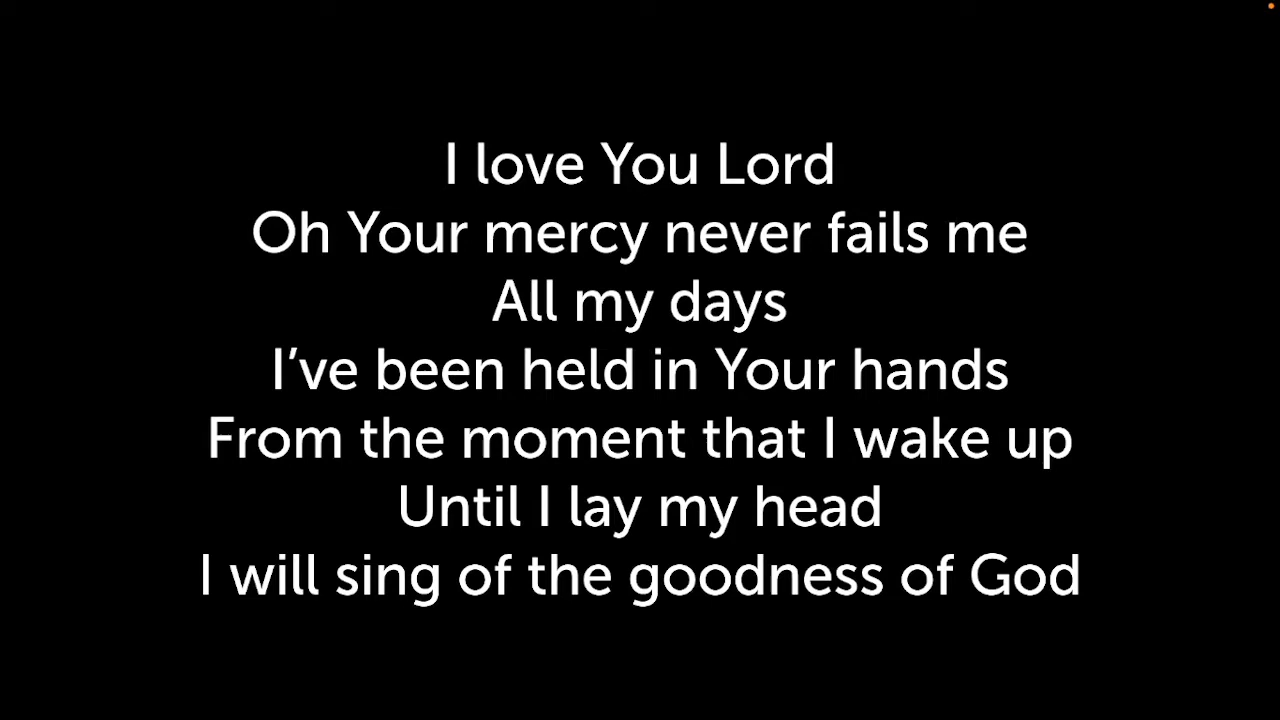 I love You Lord
Oh Your mercy never fails me
All my days
I’ve been held in Your hands
From the moment that I wake up
Until I lay my head
I will sing of the goodness of God